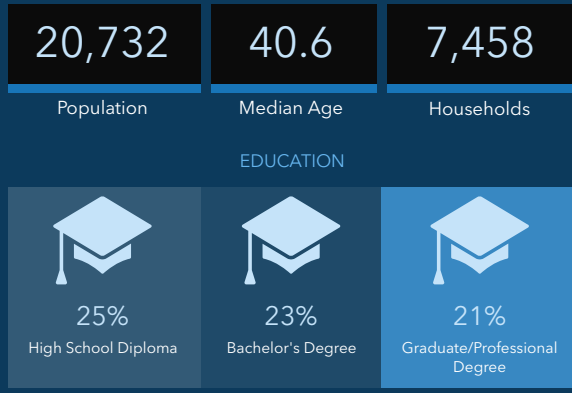 20,732
40.6
7,458
Population
Median Age
Households
EDUCATION
25%
23%
21%
High School Diploma
Bachelor's Degree
Graduate/Professional
Degree